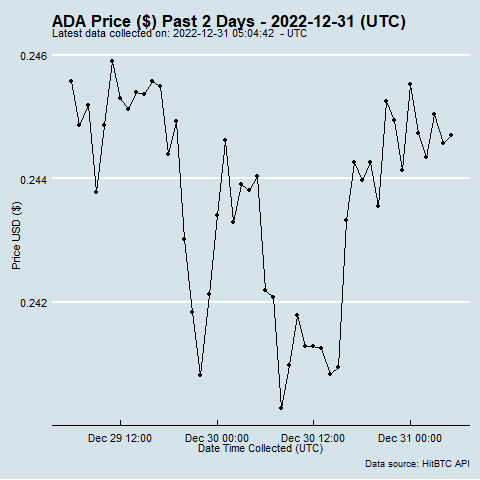 ADA Price ($) Past 2 Days - 2022-12-31 (UTC)
Latest data collected on: 2022-12-31 05:04:42 - UTC
0.246
0.244
0.242
Price USD ($)
Dec 29 12:00 Dec 30 00:00 Dec 30 12:00 Dec 31 00:00
Date Time Collected (UTC)
Data source: HitBTC API